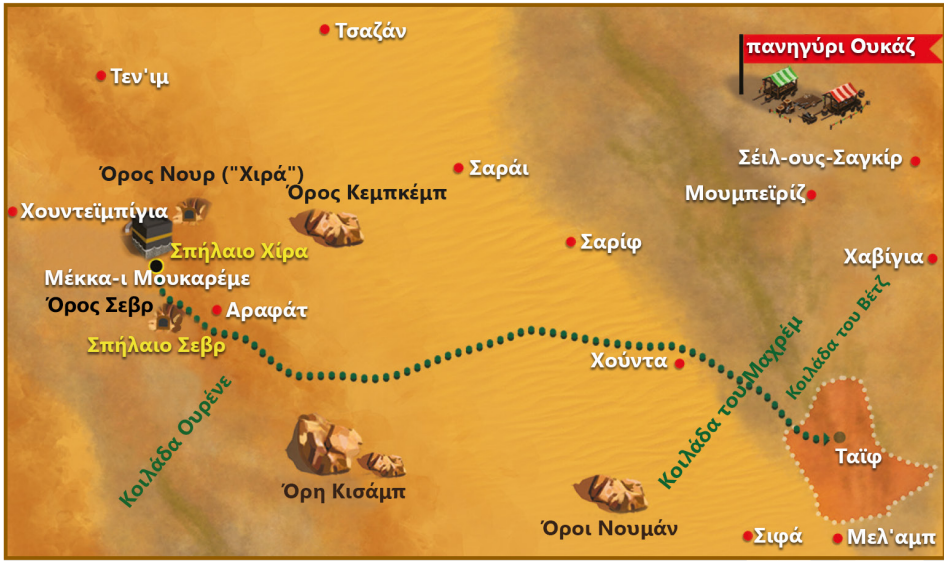 Τσαζάν
πανηγύρι Ουκάζ
Τεν'ιμ
Σέιλ-ους-Σαγκίρ
Όρος Νουρ ("Χιρά")
Σαράι
Όρος Κεμπκέμπ
Μουμπεϊρίζ
Χουντεϊμπίγια
Σαρίφ
Σπήλαιο Χίρα
Χαβίγια
Μέκκα-ι Μουκαρέμε
Όρος Σεβρ
Αραφάτ
Σπήλαιο Σεβρ
Χούντα
Κοιλάδα του Μαχρέμ
Κοιλάδα του Βέτζ
Κοιλάδα Ουρένε
Ταϊφ
Όρη Κισάμπ
Όροι Νουμάν
Σιφά
Μελ'αμπ